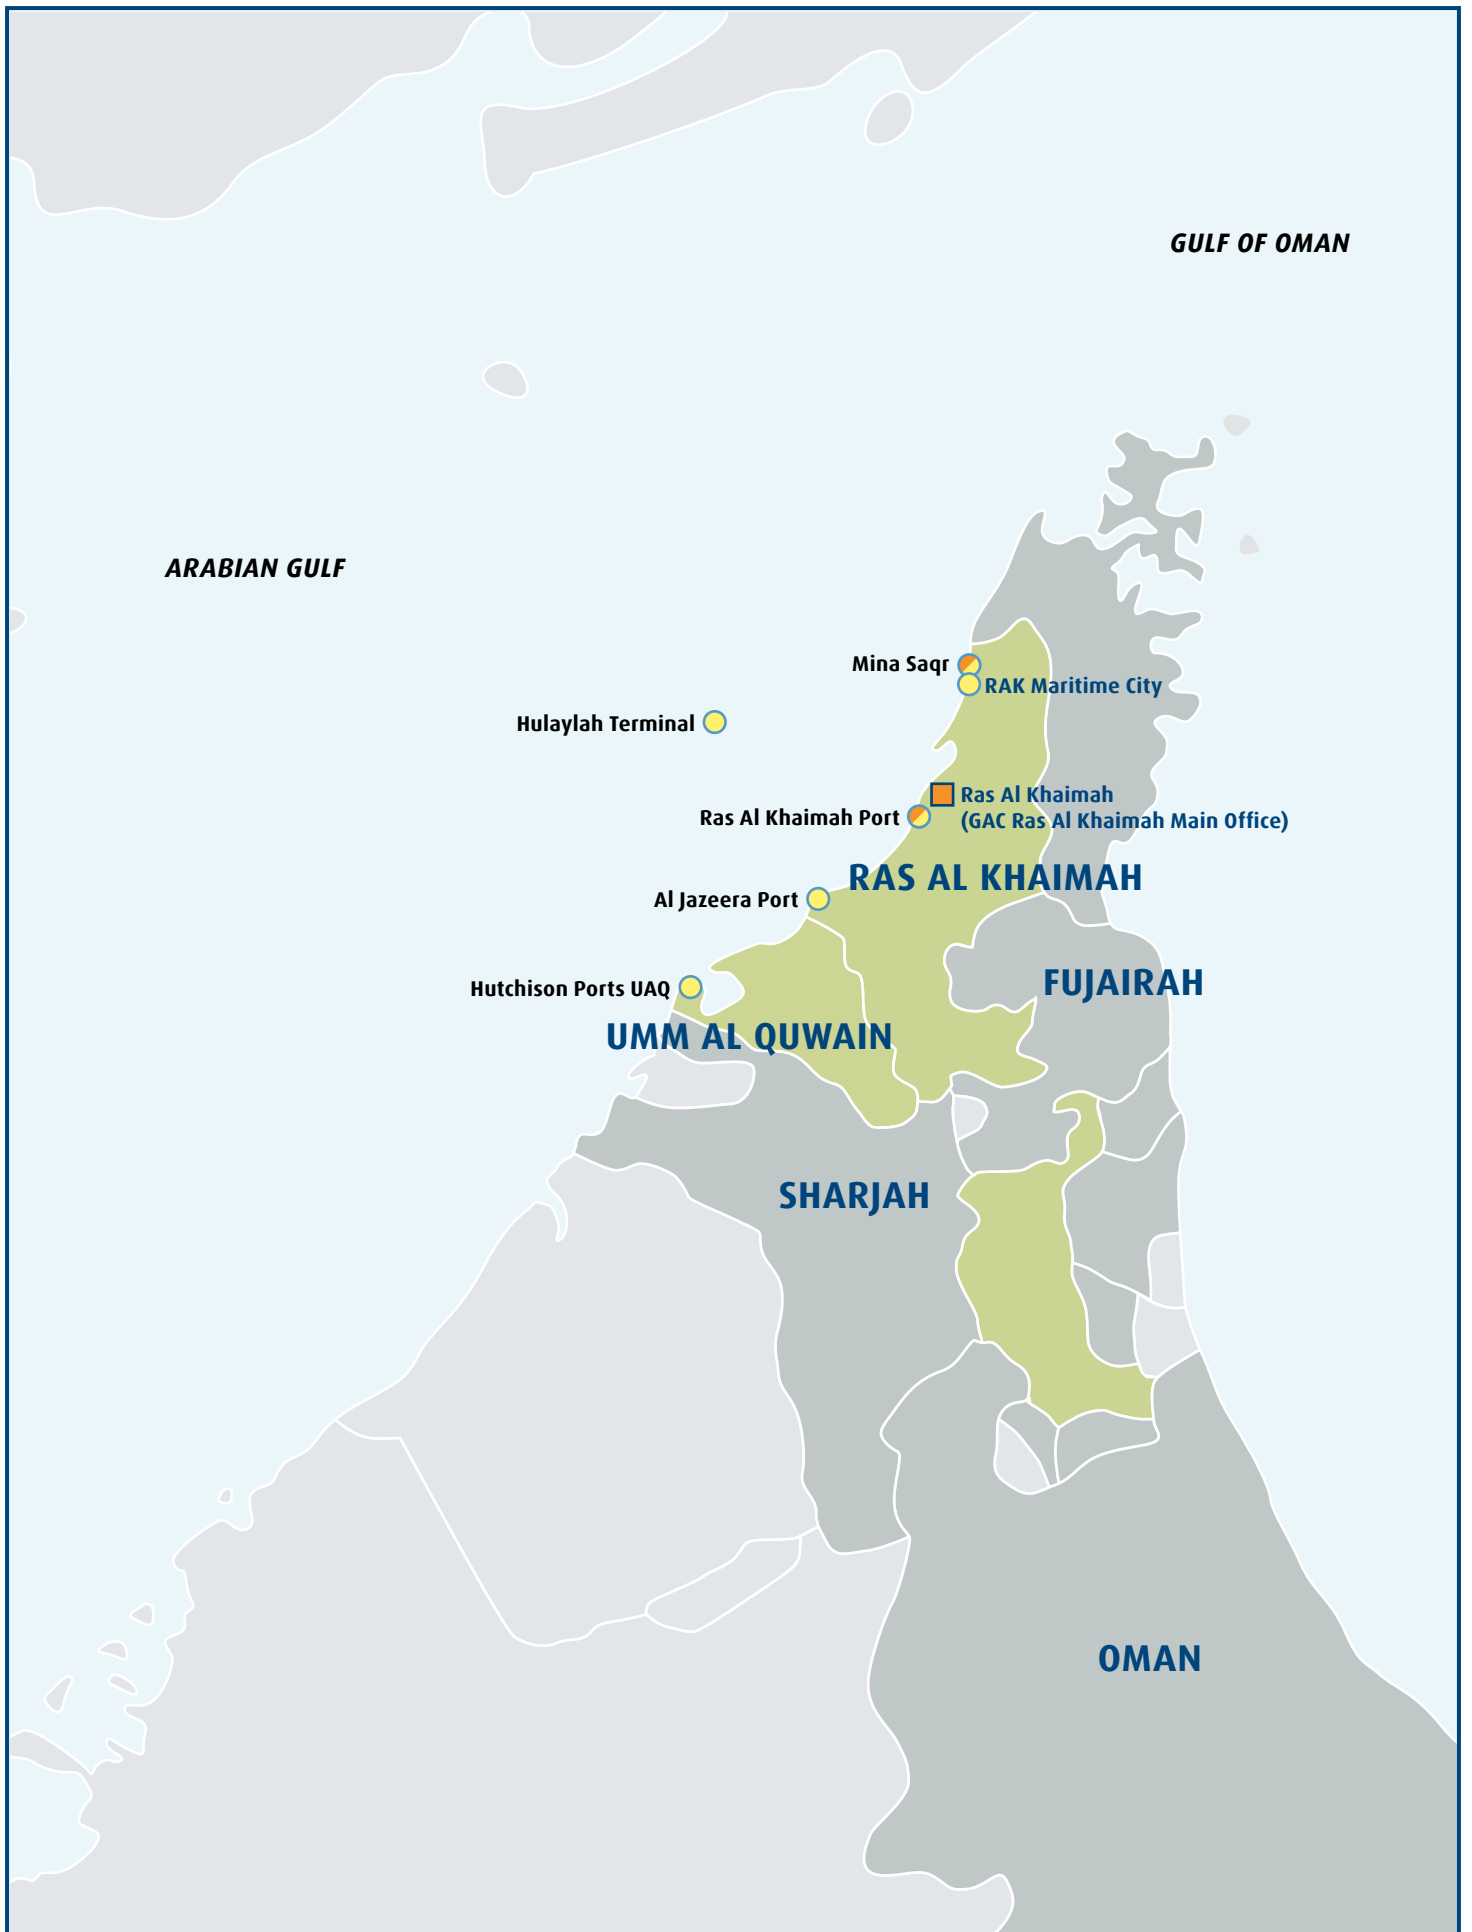 GULF OF OMAN
ARABIAN GULF
Mina Saqr
RAK Maritime City
Hulaylah Terminal
Ras Al Khaimah
(GAC Ras Al Khaimah Main Office)
Ras Al Khaimah Port
RAS AL KHAIMAH
Al Jazeera Port
FUJAIRAH
Hutchison Ports UAQ
UMM AL QUWAIN
SHARJAH
OMAN